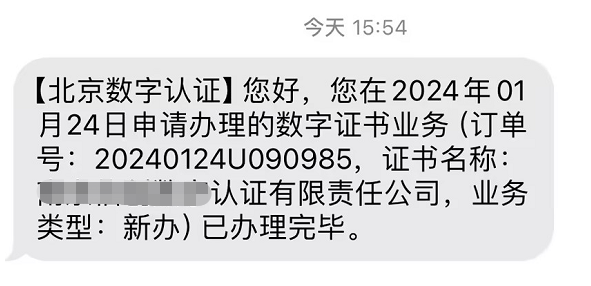 今天 15:54
【北京数字认证】您好，您在2024年01
月24日申请办理的数字证书业务（订单
号：20240124U090985，证书名称：
认证有限责任公司，业务
类型：新办）已办理完毕。